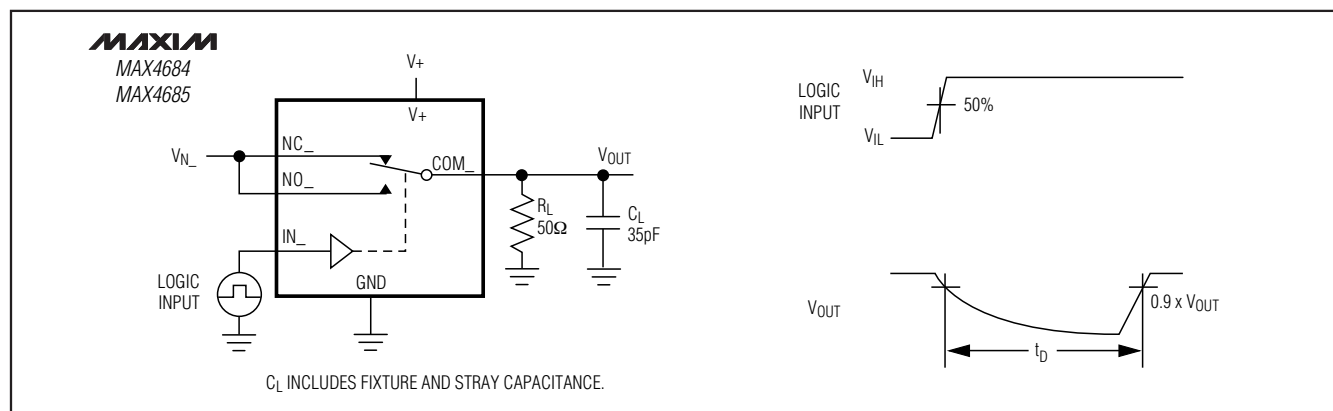 MAXIM
MAX4684
MAX4685
V+
V+
NC_
V_N_
COM_
V_OUT
NO_
R_L
50Ω
C_L
35pF
IN_
LOGIC
INPUT
GND
C_L INCLUDES FIXTURE AND STRAY CAPACITANCE.
LOGIC
INPUT
V_IH
50%
V_IL
V_OUT
0.9 x V_OUT
t_D